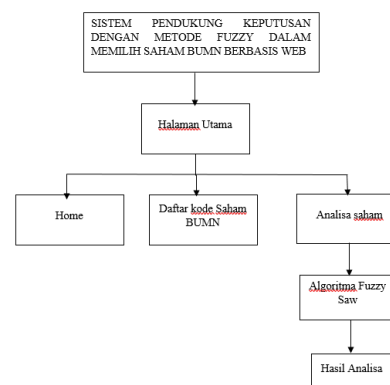 SISTEM PENDUKUNG KEPUTUSAN
DENGAN METODE FUZZY DALAM
MEMILIH SAHAM BUMN BERBASIS WEB
Halaman Utama
Home
Daftar kode Saham
BUMN
Analisa saham
Algoritma Fuzzy
Saw
Hasil Analisa